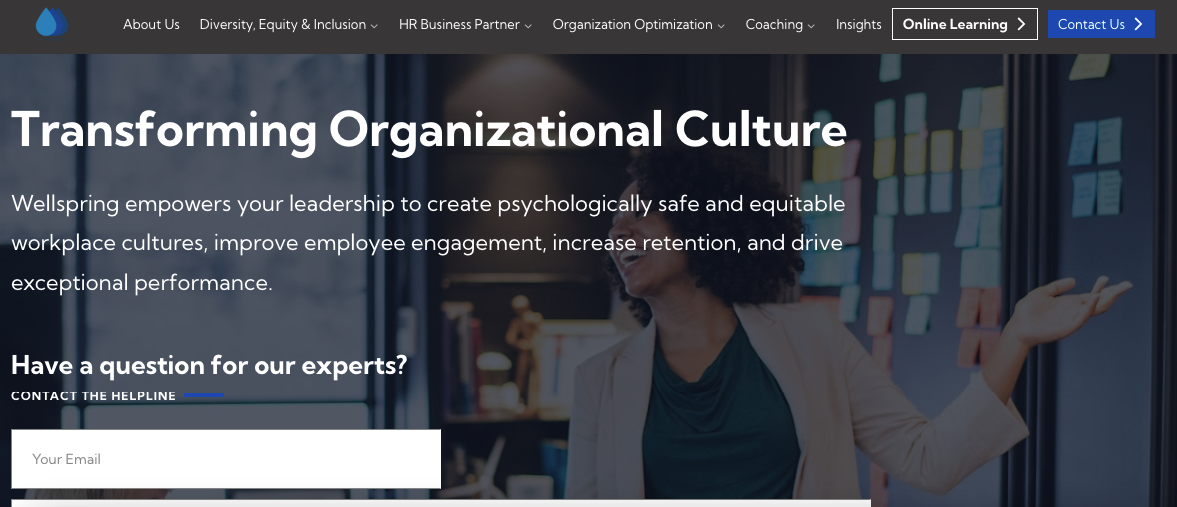 About Us
Diversity, Equity & Inclusion
HR Business Partner
Organization Optimization
Coaching
Insights
Online Learning
Contact Us
Transforming Organizational Culture
Wellspring empowers your leadership to create psychologically safe and equitable
workplace cultures, improve employee engagement, increase retention, and drive
exceptional performance.
Have a question for our experts?
CONTACT THE HELPLINE
Your Email